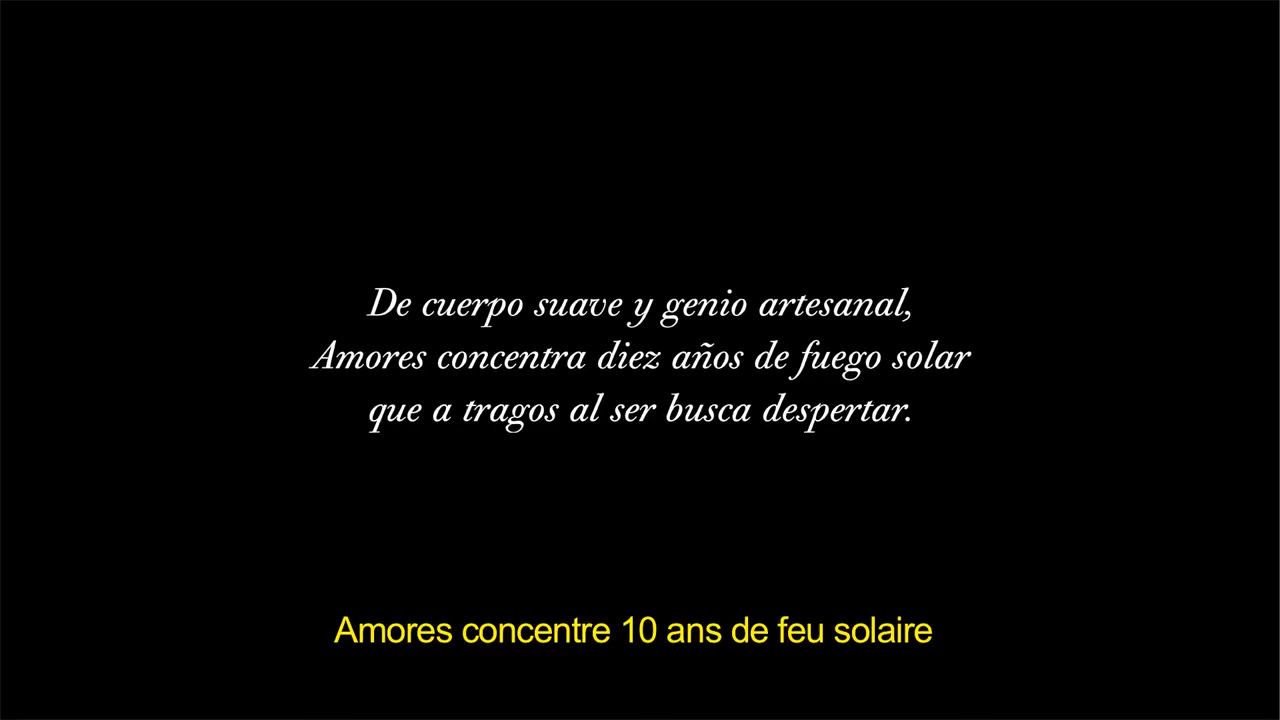 De cuerpo suave y genio artesanal,
Amores concentra diez años de fuego solar
que a tragos al ser busca despertar.
Amores concentre 10 ans de feu solaire